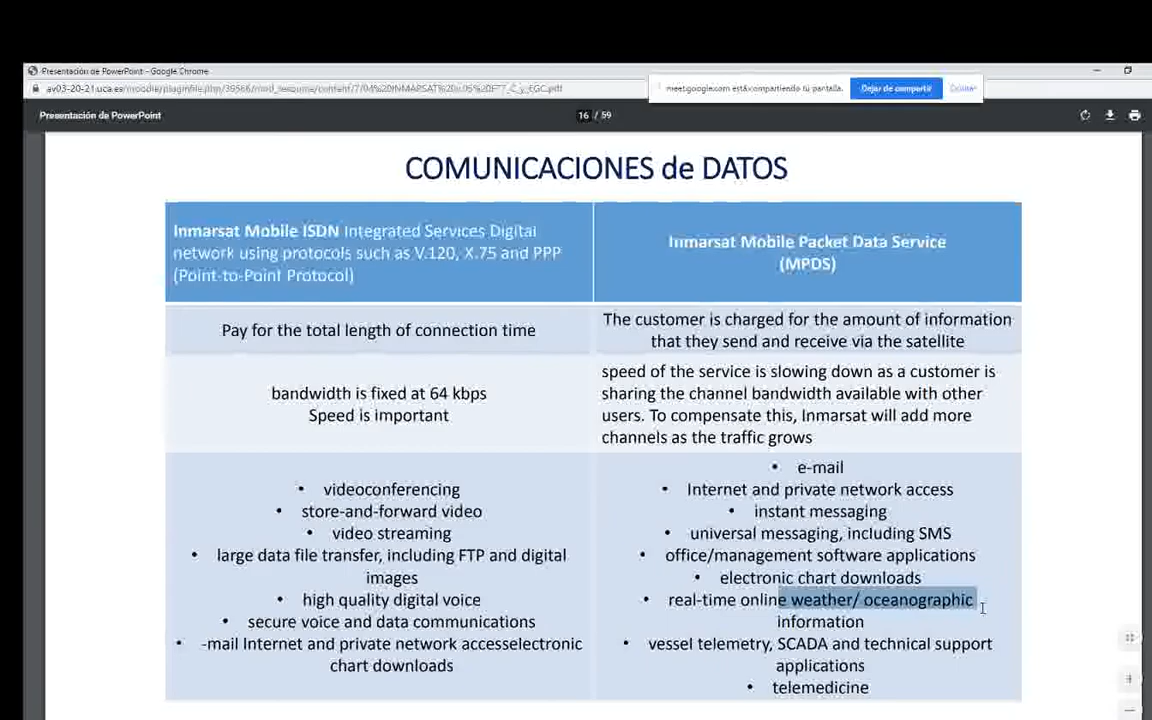 Presentación de PowerPoint - Google Chrome
meet.google.com está compartiendo tu pantalla.
Dejar de compartir
Ocultar
Presentación de PowerPoint
16 / 59
COMUNICACIONES de DATOS
Inmarsat Mobile ISDN Integrated Services Digital
network using protocols such as V.120, X.75 and PPP
(Point-to-Point Protocol)
Inmarsat Mobile Packet Data Service
(MPDS)
Pay for the total length of connection time
The customer is charged for the amount of information
that they send and receive via the satellite
bandwidth is fixed at 64 kbps
Speed is important
speed of the service is slowing down as a customer is
sharing the channel bandwidth available with other
users. To compensate this, Inmarsat will add more
channels as the traffic grows
• videoconferencing
• store-and-forward video
• video streaming
• large data file transfer, including FTP and digital
images
• high quality digital voice
• secure voice and data communications
• -mail Internet and private network accesselectronic
chart downloads
• e-mail
• Internet and private network access
• instant messaging
• universal messaging, including SMS
• office/management software applications
• electronic chart downloads
• real-time online weather/ oceanographic
information
• vessel telemetry, SCADA and technical support
applications
• telemedicine